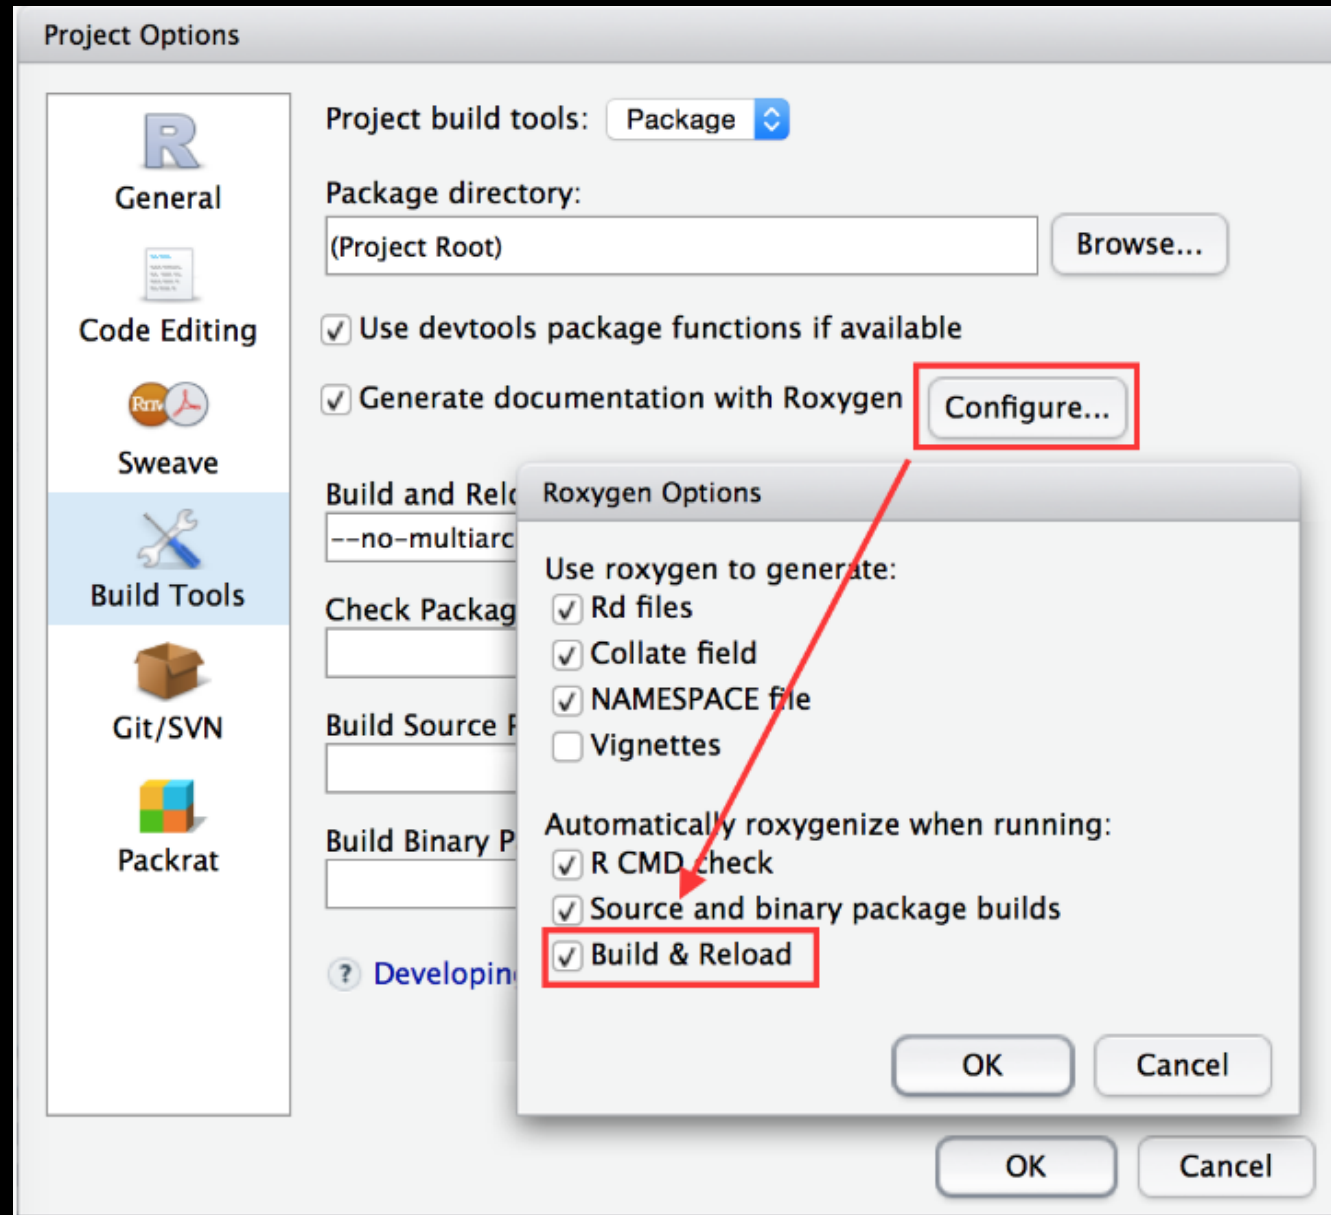 Project Options
General
Code Editing
Rnw
Sweave
Build Tools
Git/SVN
Packrat
Project build tools: Package
Package directory:
(Project Root)
Browse...
Use devtools package functions if available
Generate documentation with Roxygen
Configure...
Build and Relo
--no-multiarc
Check Packag
Build Source
Build Binary P
? Developin
Roxygen Options
Use roxygen to generate:
Rd files
Collate field
NAMESPACE file
Vignettes
Automatically roxygenize when running:
R CMD check
Source and binary package builds
Build & Reload
OK Cancel
OK Cancel